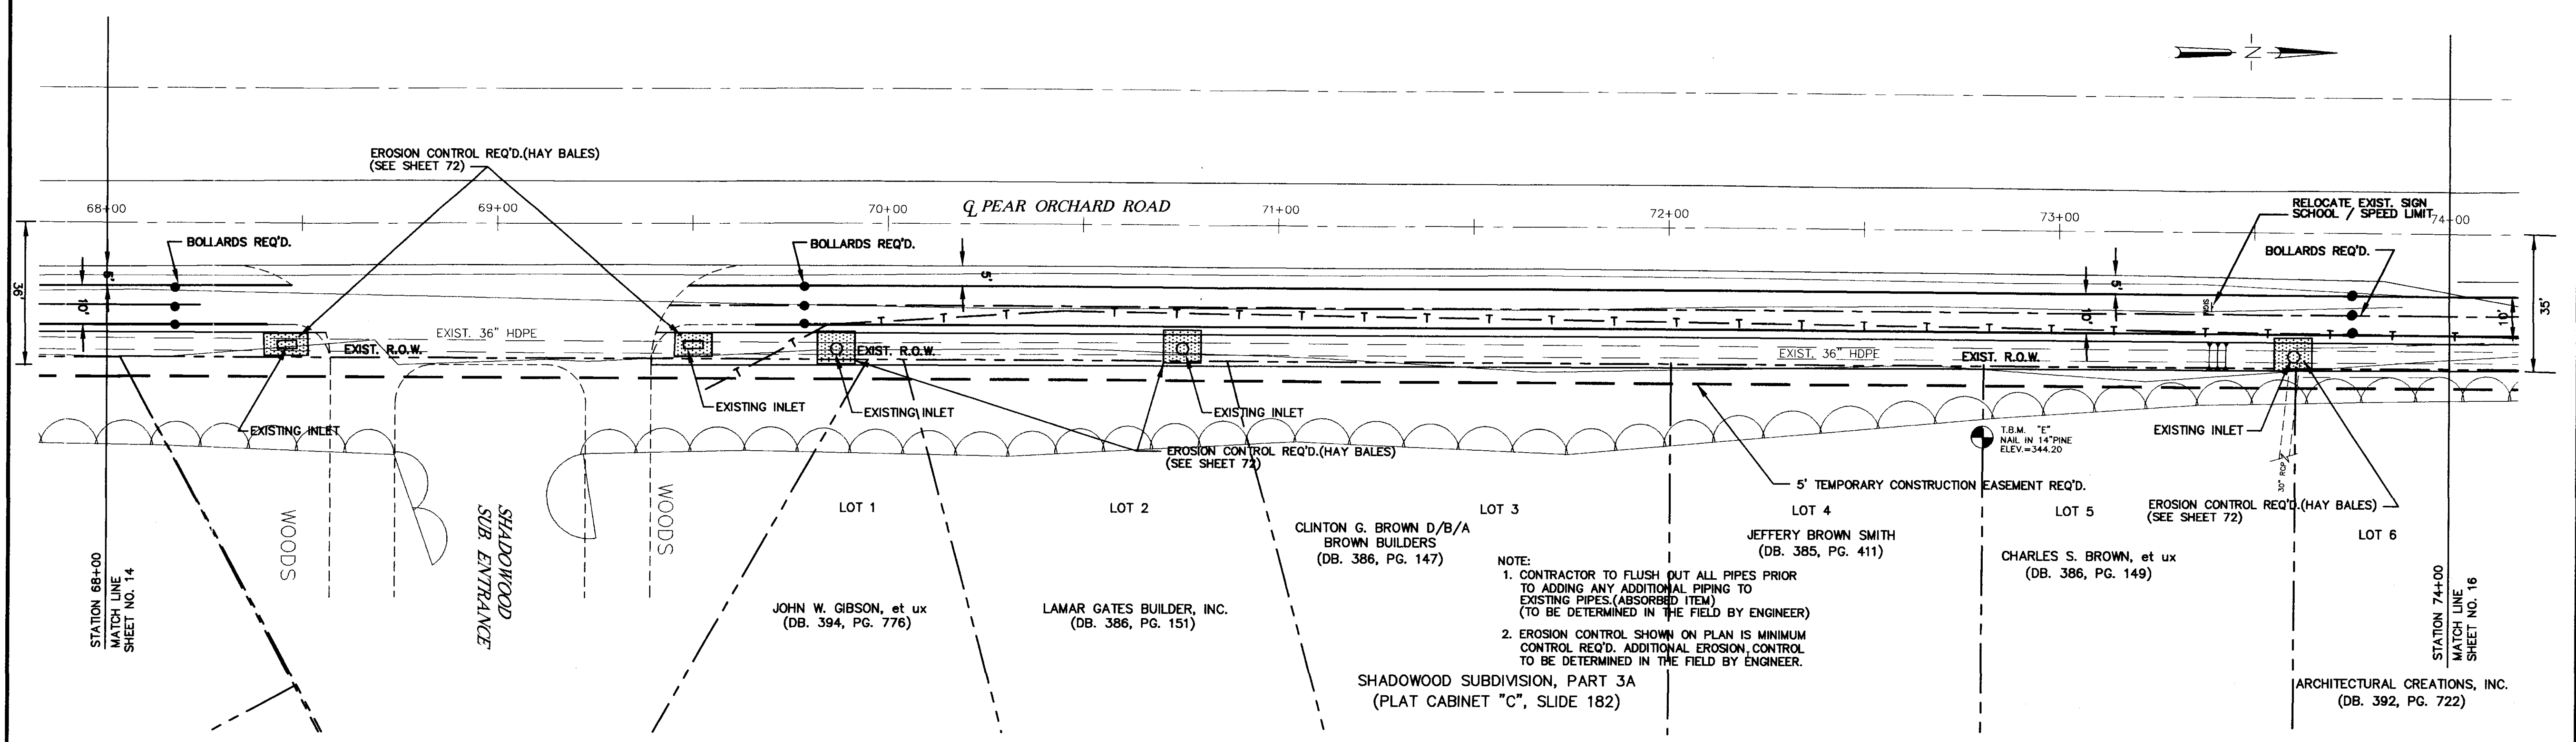 N
EROSION CONTROL REQ'D.(HAY BALES)
(SEE SHEET 72)
68+00
69+00
70+00
℄ PEAR ORCHARD ROAD
71+00
72+00
73+00
RELOCATE EXIST. SIGN
SCHOOL / SPEED LIMIT
74+00
BOLLARDS REQ'D.
BOLLARDS REQ'D.
BOLLARDS REQ'D.
36'
5'
10'
5'
5'
10'
SIGN
10'
35'
EXIST. 36" HDPE
EXIST. R.O.W.
EXIST. R.O.W.
T T T T T T T T T T T T T T T T T T
EXIST. 36" HDPE
EXIST. R.O.W.
EXISTING INLET
EXISTING INLET
EXISTING INLET
EXISTING INLET
EXISTING INLET
T.B.M. "E"
NAIL IN 14"PINE
ELEV.=344.20
EROSION CONTROL REQ'D.(HAY BALES)
(SEE SHEET 72)
30" RCP
5' TEMPORARY CONSTRUCTION EASEMENT REQ'D.
EROSION CONTROL REQ'D.(HAY BALES)
(SEE SHEET 72)
WOODS
SHADOWOOD
SUB. ENTRANCE
WOODS
LOT 1
LOT 2
LOT 3
LOT 4
LOT 5
LOT 6
JOHN W. GIBSON, et ux
(DB. 394, PG. 776)
LAMAR GATES BUILDER, INC.
(DB. 386, PG. 151)
CLINTON G. BROWN D/B/A
BROWN BUILDERS
(DB. 386, PG. 147)
JEFFERY BROWN SMITH
(DB. 385, PG. 411)
CHARLES S. BROWN, et ux
(DB. 386, PG. 149)
ARCHITECTURAL CREATIONS, INC.
(DB. 392, PG. 722)
NOTE:
1. CONTRACTOR TO FLUSH OUT ALL PIPES PRIOR
TO ADDING ANY ADDITIONAL PIPING TO
EXISTING PIPES.(ABSORBED ITEM)
(TO BE DETERMINED IN THE FIELD BY ENGINEER)
2. EROSION CONTROL SHOWN ON PLAN IS MINIMUM
CONTROL REQ'D. ADDITIONAL EROSION CONTROL
TO BE DETERMINED IN THE FIELD BY ENGINEER.
SHADOWOOD SUBDIVISION, PART 3A
(PLAT CABINET "C", SLIDE 182)
STATION 68+00
MATCH LINE
SHEET NO. 14
STATION 74+00
MATCH LINE
SHEET NO. 16